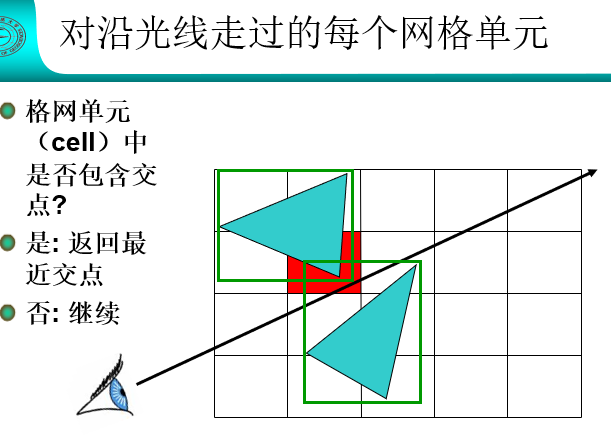 对沿光线走过的每个网格单元
格网单元
（cell）中
是否包含交
点?
是: 返回最
近交点
否: 继续